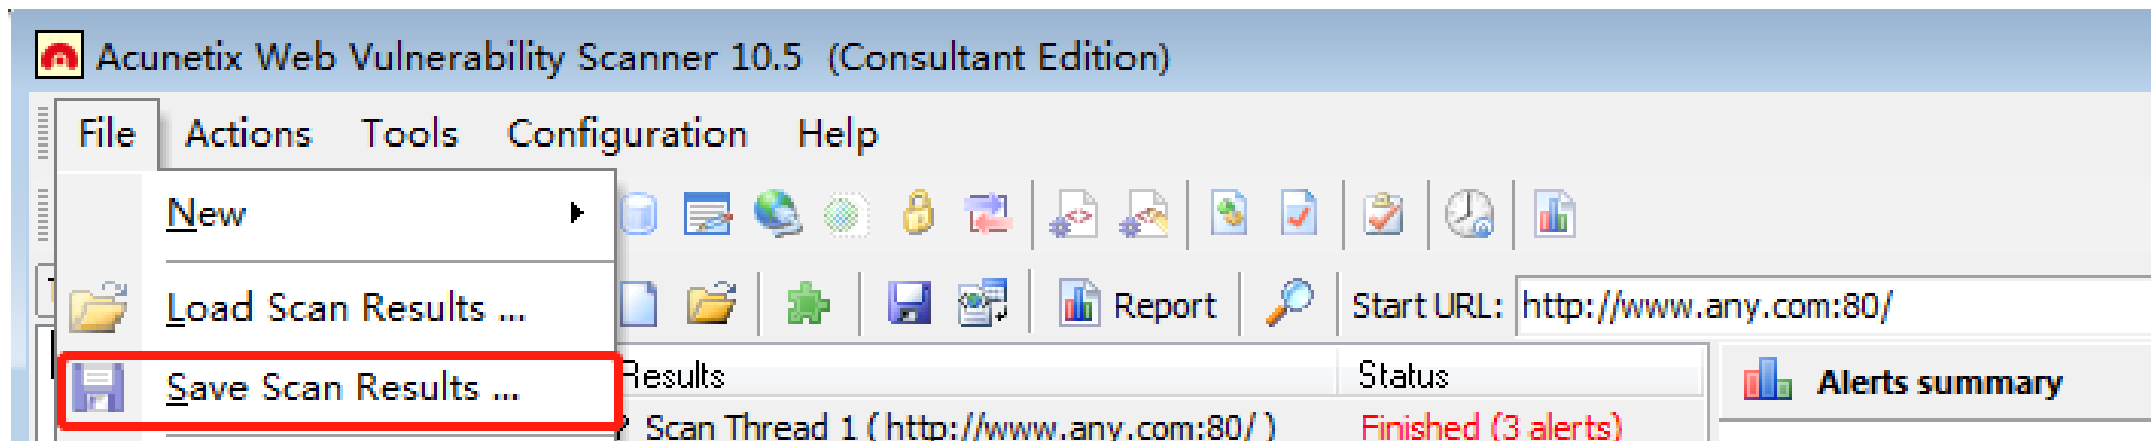 Acunetix Web Vulnerability Scanner 10.5 (Consultant Edition)
File Actions Tools Configuration Help
New
Load Scan Results ...
Report Start URL: http://www.any.com:80/
Save Scan Results ...
Results Status Alerts summary
Scan Thread 1 ( http://www.any.com:80/ ) Finished (3 alerts)